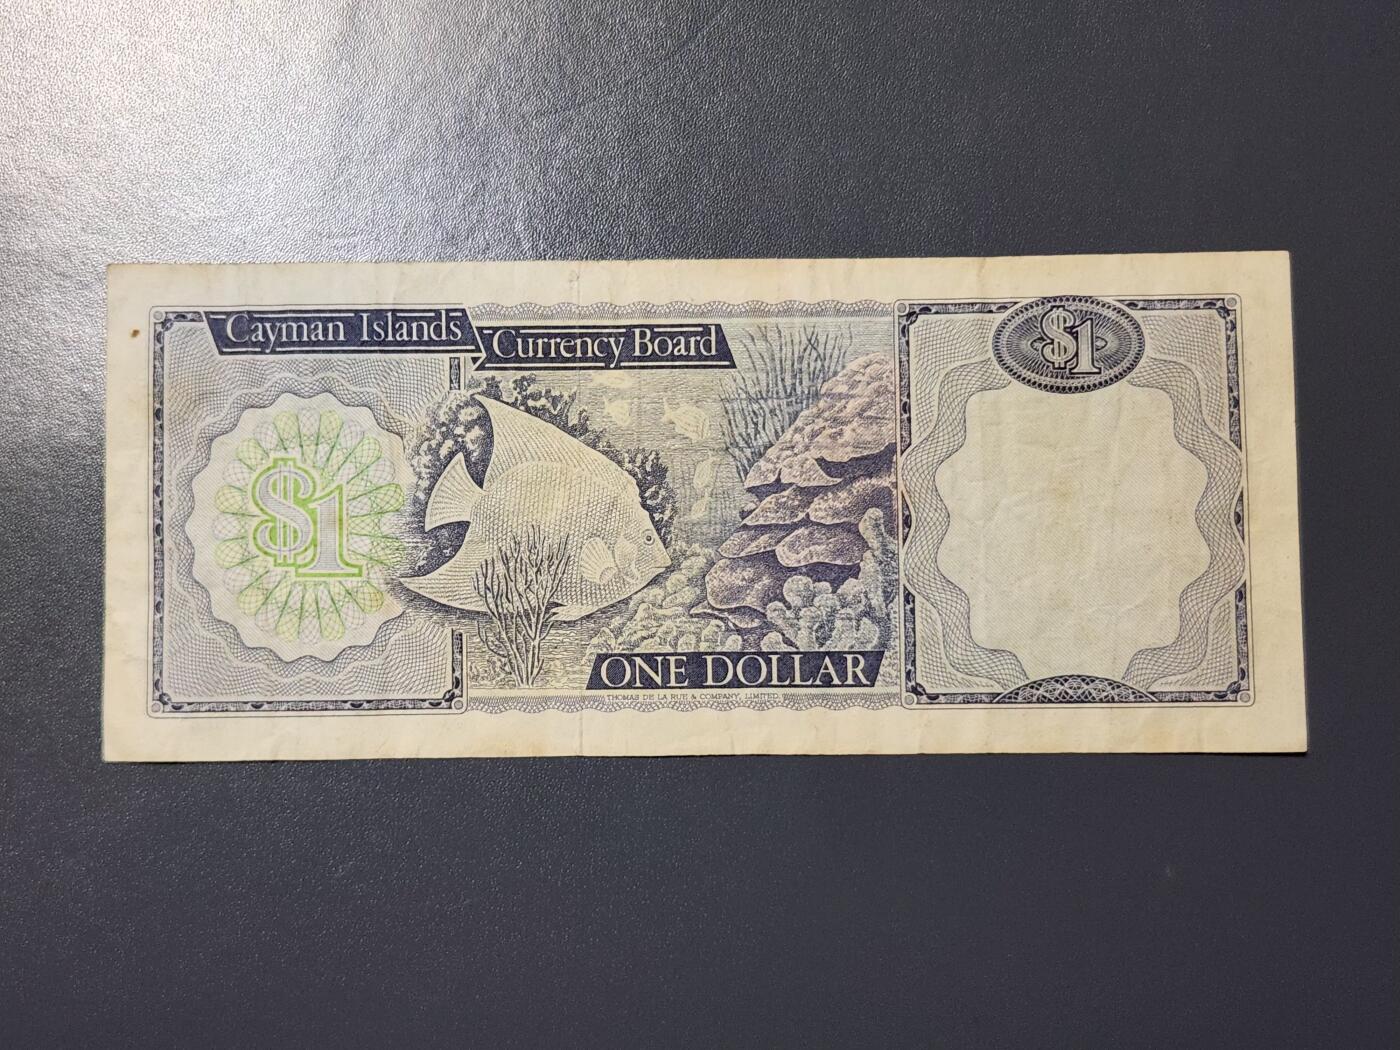 Cayman Islands
Currency Board
$1
$1
ONE DOLLAR
THOMAS DE LA RUE & COMPANY, LIMITED.